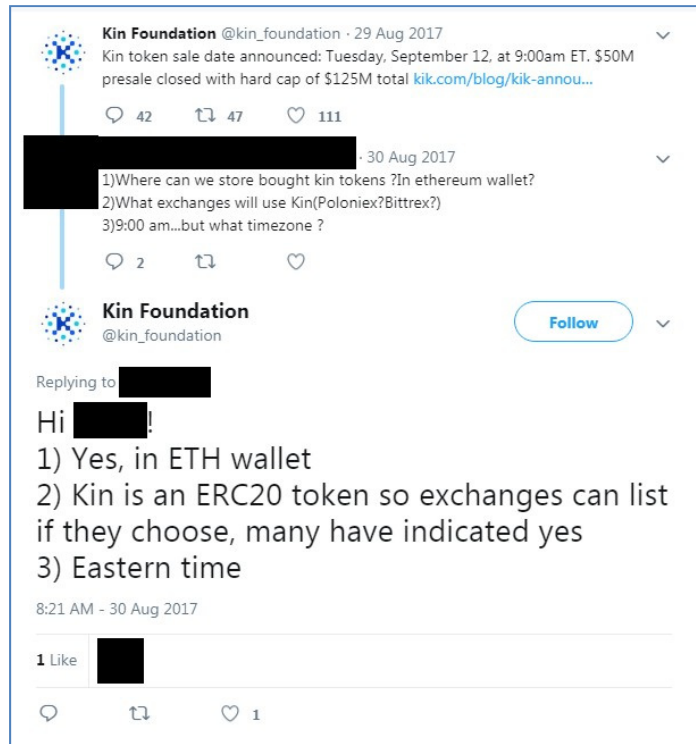 Kin Foundation @kin_foundation · 29 Aug 2017
Kin token sale date announced: Tuesday, September 12, at 9:00am ET. $50M
presale closed with hard cap of $125M total kik.com/blog/kik-annou...
42 47 111
· 30 Aug 2017
1)Where can we store bought kin tokens ?In ethereum wallet?
2)What exchanges will use Kin(Poloniex?Bittrex?)
3)9:00 am...but what timezone ?
2
Kin Foundation
@kin_foundation
Follow
Replying to
Hi !
1) Yes, in ETH wallet
2) Kin is an ERC20 token so exchanges can list
if they choose, many have indicated yes
3) Eastern time
8:21 AM - 30 Aug 2017
1 Like
1